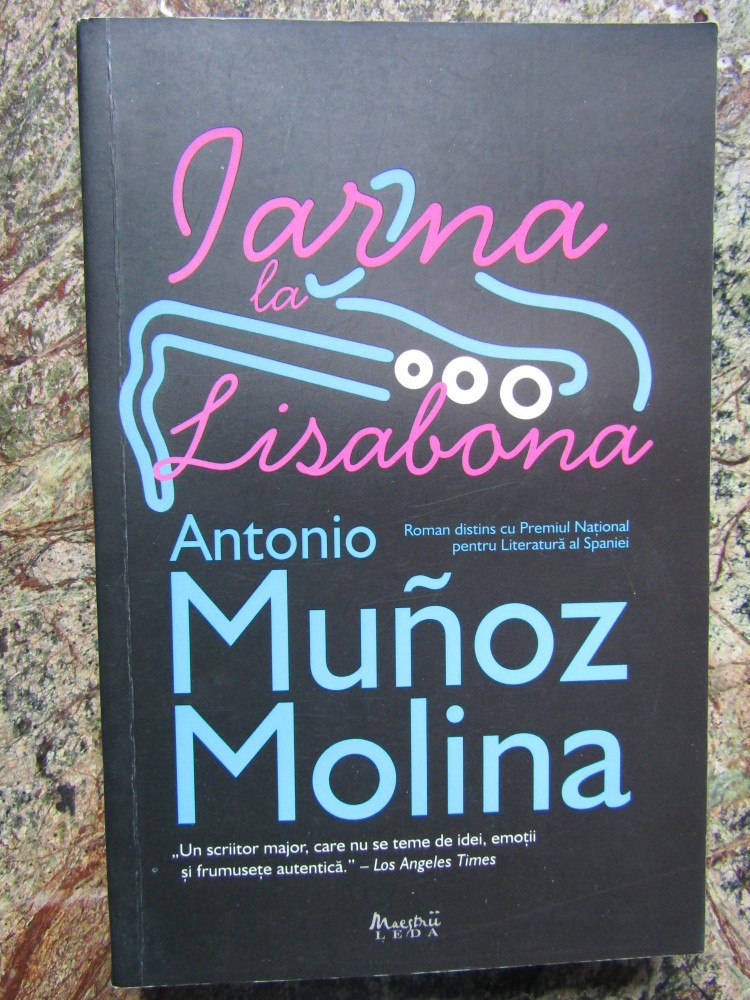 Iarna
la
Lisabona
Antonio
Roman distins cu Premiul Național
pentru Literatură al Spaniei
Muñoz
Molina
„Un scriitor major, care nu se teme de idei, emoții
și frumusețe autentică.” – Los Angeles Times
Maeștrii
LEDA